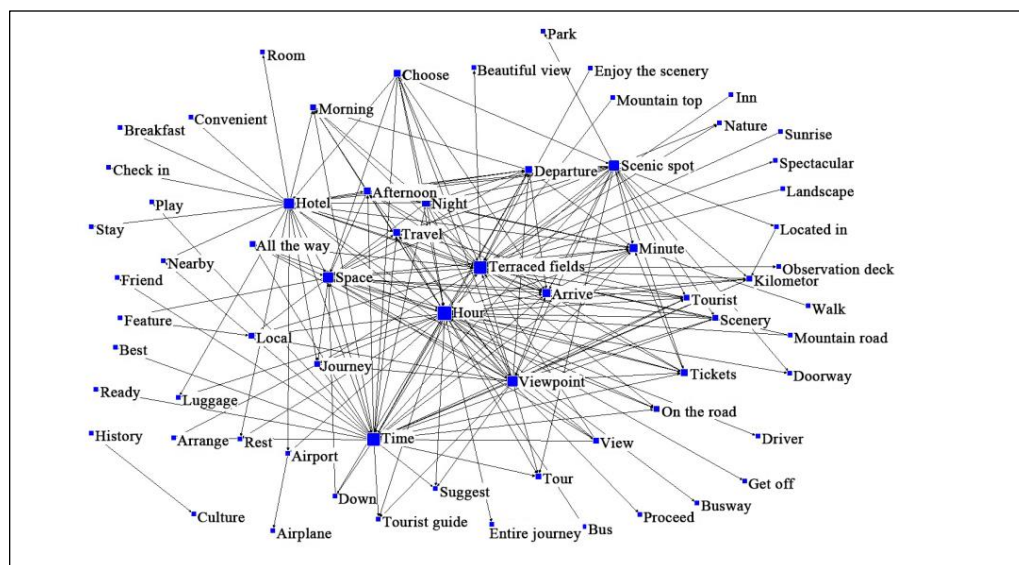 Park
Room
Choose
Beautiful view
Enjoy the scenery
Morning
Mountain top
Inn
Convenient
Nature
Breakfast
Sunrise
Check in
Departure
Scenic spot
Spectacular
Afternoon
Landscape
Play
Hotel
Night
Stay
Travel
Located in
All the way
Minute
Nearby
Terraced fields
Observation deck
Friend
Space
Kilometor
Arrive
Tourist
Walk
Feature
Hour
Scenery
Local
Mountain road
Best
Journey
Tickets
Doorway
Viewpoint
Ready
Luggage
On the road
History
Arrange
Rest
Time
View
Driver
Airport
Tour
Get off
Down
Suggest
Busway
Culture
Tourist guide
Proceed
Airplane
Entire journey
Bus